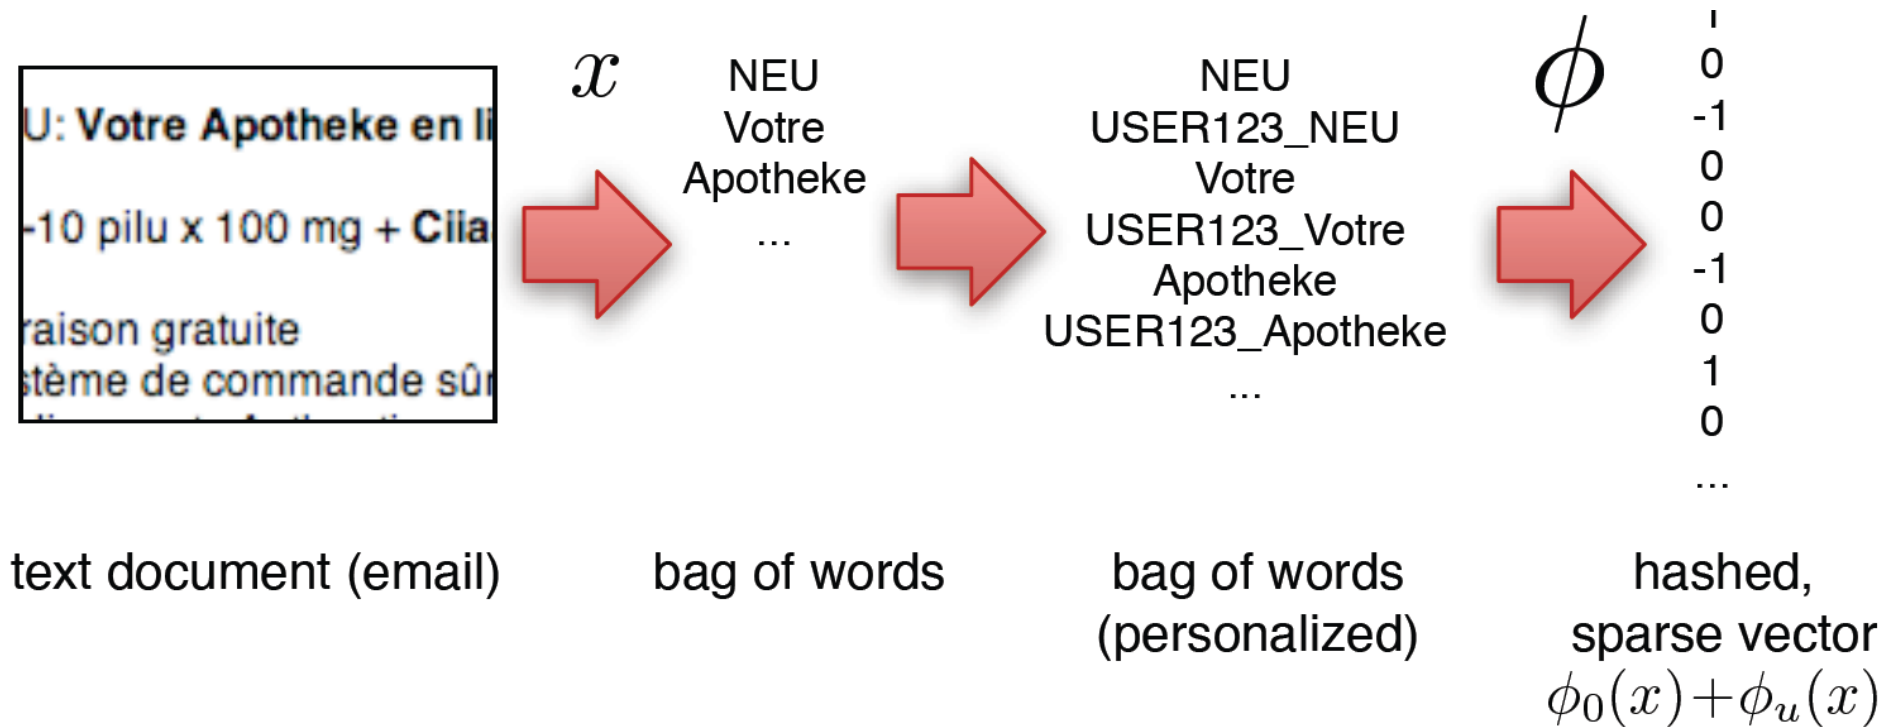 U: Votre Apotheke en li
-10 pilu x 100 mg + Ciia
raison gratuite
stème de commande sûr
x
NEU
Votre
Apotheke
...
NEU
USER123_NEU
Votre
USER123_Votre
Apotheke
USER123_Apotheke
...
ϕ
1
0
-1
0
0
-1
0
1
0
...
text document (email)
bag of words
bag of words
(personalized)
hashed,
sparse vector
ϕ₀(x)+ϕᵤ(x)